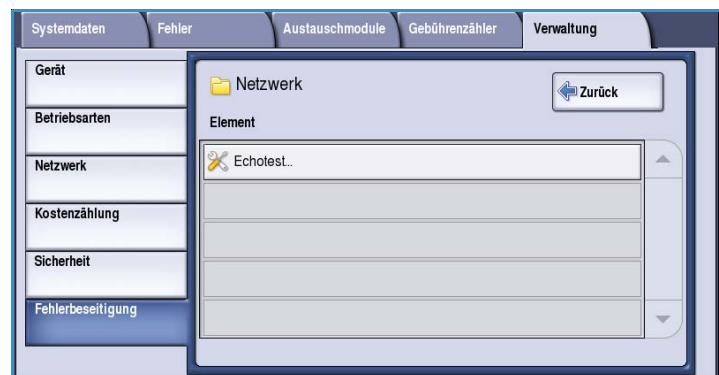 Systemdaten Fehler Austauschmodule Gebührenzähler Verwaltung
Gerät
Betriebsarten
Netzwerk
Kostenzählung
Sicherheit
Fehlerbeseitigung
Netzwerk
Zurück
Element
Echotest...